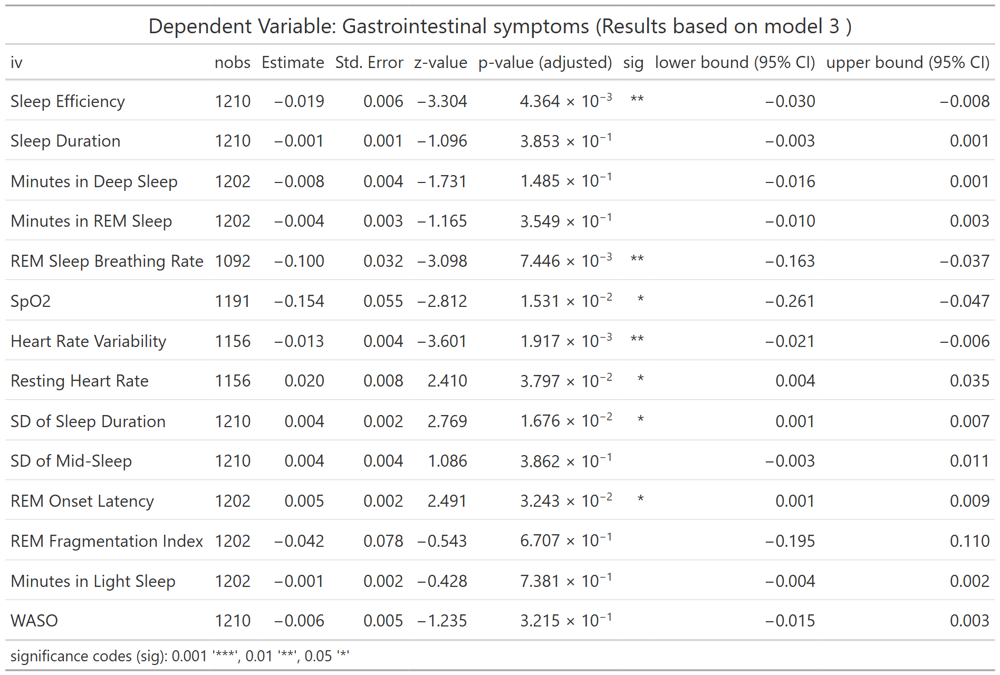 Dependent Variable: Gastrointestinal symptoms (Results based on model 3 )
iv nobs Estimate Std. Error z-value p-value (adjusted) sig lower bound (95% CI) upper bound (95% CI)
Sleep Efficiency 1210 −0.019 0.006 −3.304 4.364 × 10⁻³ ** −0.030 −0.008
Sleep Duration 1210 −0.001 0.001 −1.096 3.853 × 10⁻¹ −0.003 0.001
Minutes in Deep Sleep 1202 −0.008 0.004 −1.731 1.485 × 10⁻¹ −0.016 0.001
Minutes in REM Sleep 1202 −0.004 0.003 −1.165 3.549 × 10⁻¹ −0.010 0.003
REM Sleep Breathing Rate 1092 −0.100 0.032 −3.098 7.446 × 10⁻³ ** −0.163 −0.037
SpO2 1191 −0.154 0.055 −2.812 1.531 × 10⁻² * −0.261 −0.047
Heart Rate Variability 1156 −0.013 0.004 −3.601 1.917 × 10⁻³ ** −0.021 −0.006
Resting Heart Rate 1156 0.020 0.008 2.410 3.797 × 10⁻² * 0.004 0.035
SD of Sleep Duration 1210 0.004 0.002 2.769 1.676 × 10⁻² * 0.001 0.007
SD of Mid-Sleep 1210 0.004 0.004 1.086 3.862 × 10⁻¹ −0.003 0.011
REM Onset Latency 1202 0.005 0.002 2.491 3.243 × 10⁻² * 0.001 0.009
REM Fragmentation Index 1202 −0.042 0.078 −0.543 6.707 × 10⁻¹ −0.195 0.110
Minutes in Light Sleep 1202 −0.001 0.002 −0.428 7.381 × 10⁻¹ −0.004 0.002
WASO 1210 −0.006 0.005 −1.235 3.215 × 10⁻¹ −0.015 0.003
significance codes (sig): 0.001 '***', 0.01 '**', 0.05 '*'